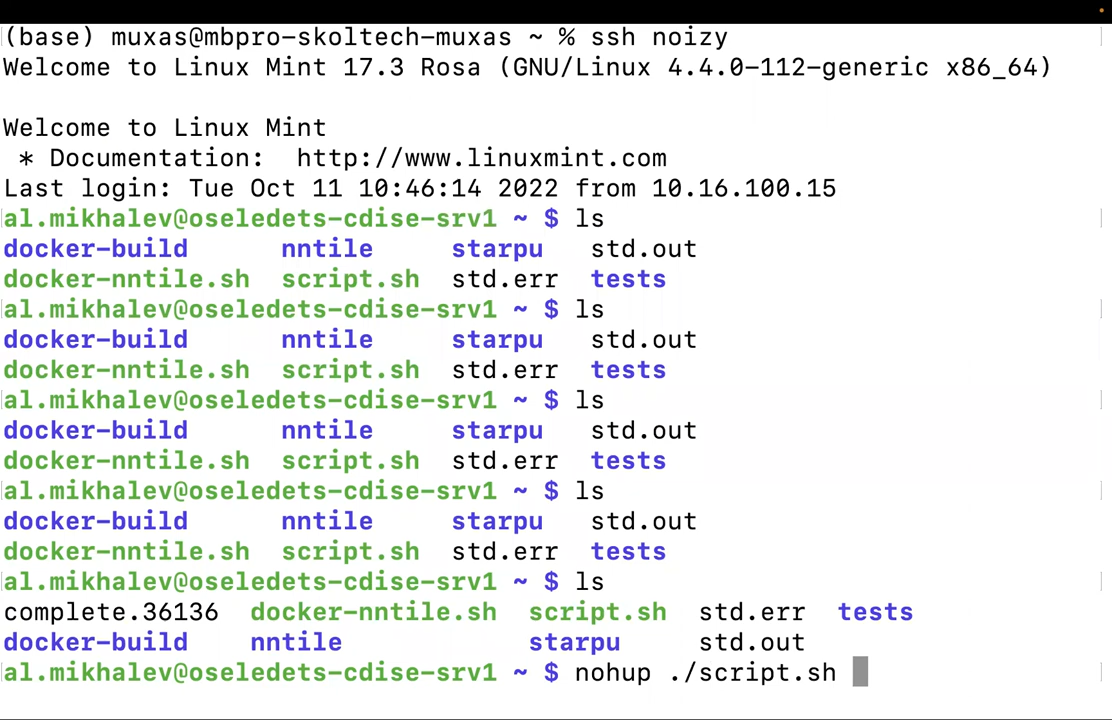 (base) muxas@mbpro-skoltech-muxas ~ % ssh noizy
Welcome to Linux Mint 17.3 Rosa (GNU/Linux 4.4.0-112-generic x86_64)
Welcome to Linux Mint
* Documentation:  http://www.linuxmint.com
Last login: Tue Oct 11 10:46:14 2022 from 10.16.100.15
al.mikhalev@oseledets-cdise-srv1 ~ $ ls
docker-build      nntile     starpu   std.out
docker-nntile.sh  script.sh  std.err  tests
al.mikhalev@oseledets-cdise-srv1 ~ $ ls
docker-build      nntile     starpu   std.out
docker-nntile.sh  script.sh  std.err  tests
al.mikhalev@oseledets-cdise-srv1 ~ $ ls
docker-build      nntile     starpu   std.out
docker-nntile.sh  script.sh  std.err  tests
al.mikhalev@oseledets-cdise-srv1 ~ $ ls
docker-build      nntile     starpu   std.out
docker-nntile.sh  script.sh  std.err  tests
al.mikhalev@oseledets-cdise-srv1 ~ $ ls
complete.36136  docker-nntile.sh  script.sh  std.err  tests
docker-build    nntile            starpu     std.out
al.mikhalev@oseledets-cdise-srv1 ~ $ nohup ./script.sh